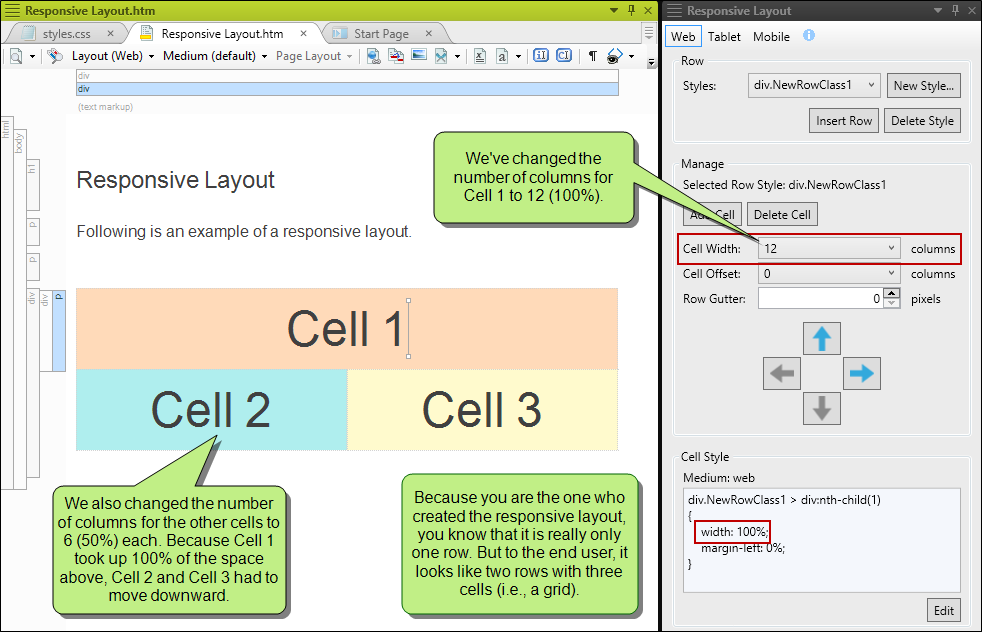 Responsive Layout.htm
styles.css
Responsive Layout.htm
Start Page
Layout (Web)
Medium (default)
Page Layout
div
div
(text markup)
html
body
h1
p
p
div
div
p
Responsive Layout
Following is an example of a responsive layout.
Cell 1
Cell 2
Cell 3
We've changed the
number of columns for
Cell 1 to 12 (100%).
We also changed the number
of columns for the other cells to
6 (50%) each. Because Cell 1
took up 100% of the space
above, Cell 2 and Cell 3 had to
move downward.
Because you are the one who
created the responsive layout,
you know that it is really only
one row. But to the end user, it
looks like two rows with three
cells (i.e., a grid).
Responsive Layout
Web Tablet Mobile
Row
Styles: div.NewRowClass1 New Style...
Insert Row Delete Style
Manage
Selected Row Style: div.NewRowClass1
Add Cell Delete Cell
Cell Width: 12 columns
Cell Offset: 0 columns
Row Gutter: 0 pixels
Cell Style
Medium: web
div.NewRowClass1 > div:nth-child(1)
{
width: 100%;
margin-left: 0%;
}
Edit